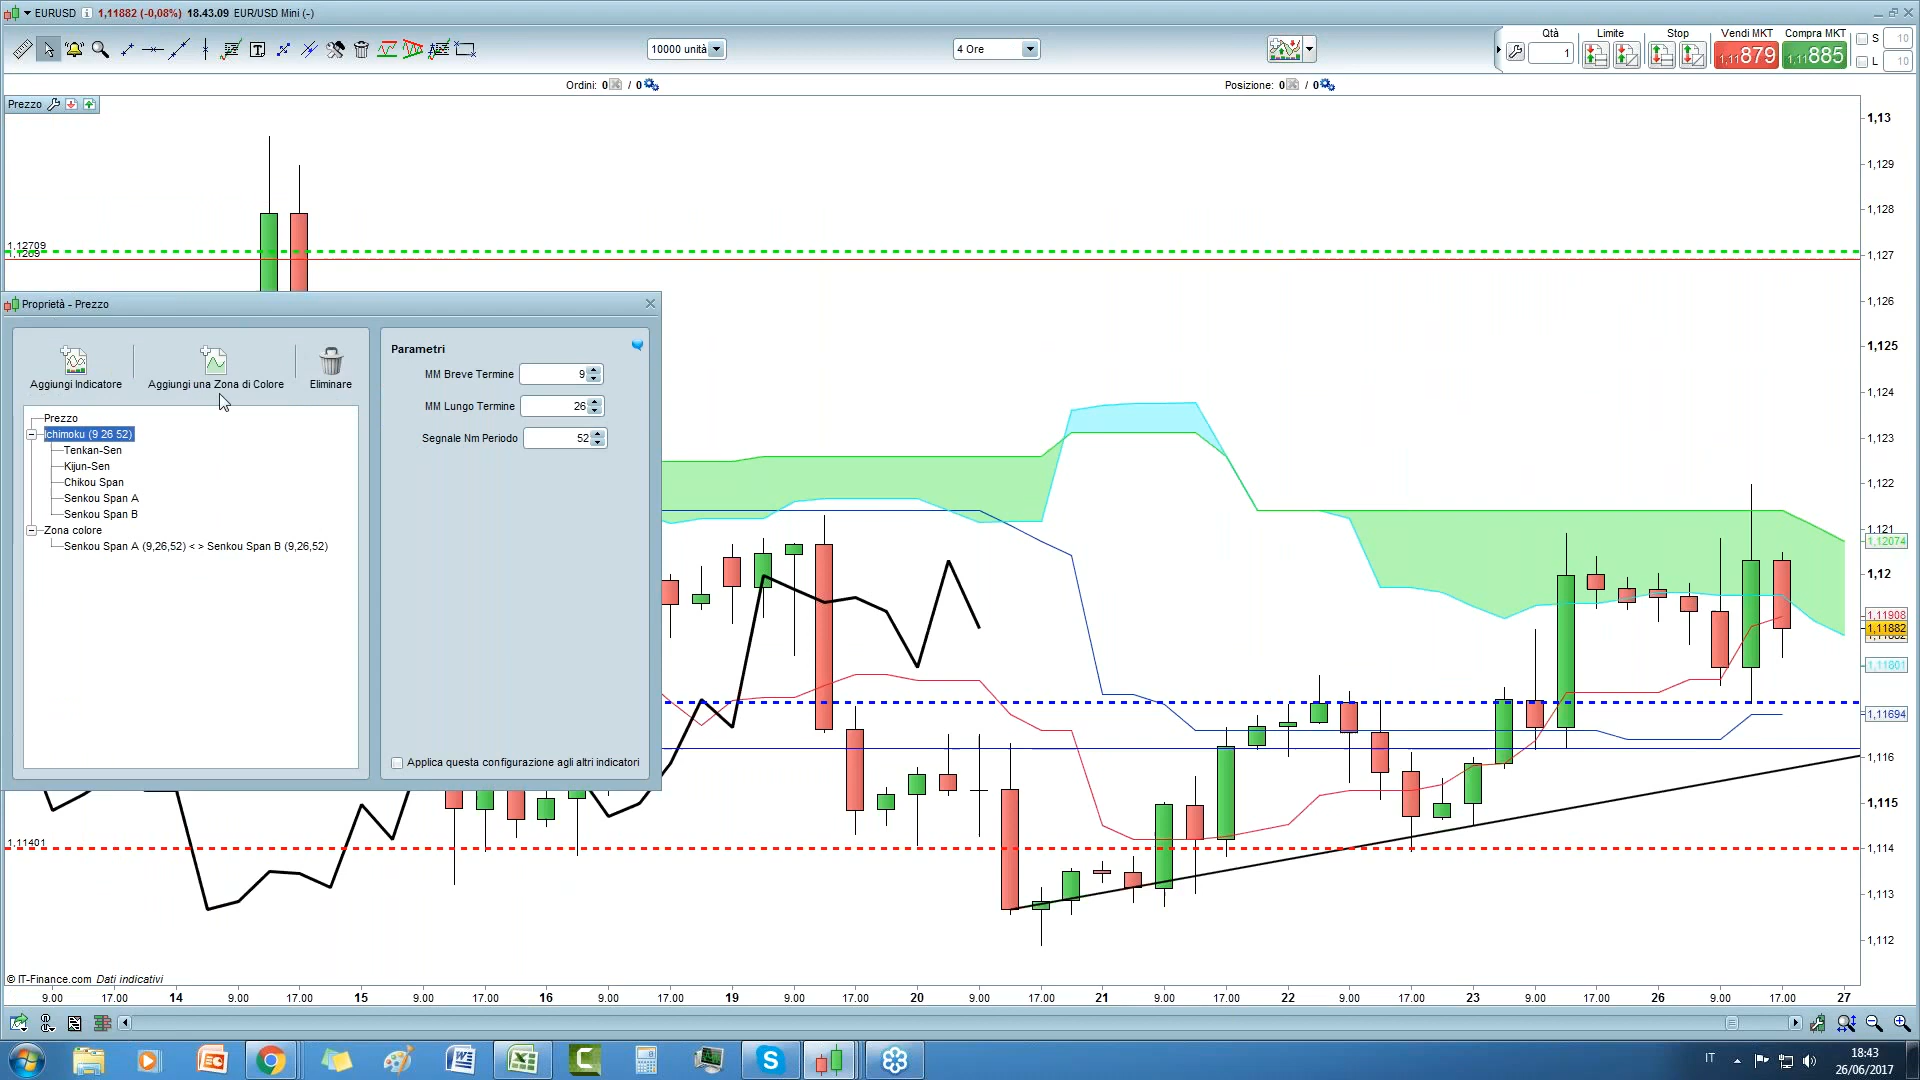 EURUSD 1,11882 (-0,08%) 18.43.09 EUR/USD Mini (-)
10000 unità
4 Ore
Qtà
1
Limite
Stop
Vendi MKT
1,11879
Compra MKT
1,11885
S 10
L 10
Ordini: 0 / 0
Posizione: 0 / 0
Prezzo
1,13
1,129
1,128
1,127
1,126
1,125
1,124
1,123
1,122
1,121
1,12074
1,12
1,11908
1,11882
1,11801
1,11694
1,116
1,115
1,114
1,113
1,112
1,12709
1,1269
Proprietà - Prezzo
Aggiungi Indicatore
Aggiungi una Zona di Colore
Eliminare
Prezzo
Ichimoku (9 26 52)
Tenkan-Sen
Kijun-Sen
Chikou Span
Senkou Span A
Senkou Span B
Zona colore
Senkou Span A (9,26,52) < > Senkou Span B (9,26,52)
Parametri
MM Breve Termine 9
MM Lungo Termine 26
Segnale Nm Periodo 52
Applica questa configurazione agli altri indicatori
1,11401
© IT-Finance.com Dati indicativi
9.00 17.00 14 9.00 17.00 15 9.00 17.00 16 9.00 17.00 19 9.00 17.00 20 9.00 17.00 21 9.00 17.00 22 9.00 17.00 23 9.00 17.00 26 9.00 17.00 27
IT
18:43
26/06/2017